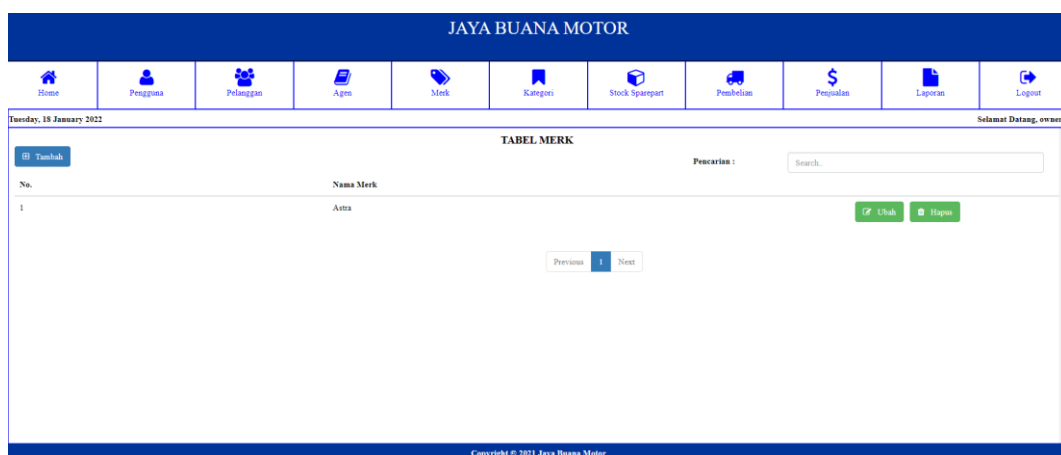 JAYA BUANA MOTOR
Home Pengguna Pelanggan Agen Merk Kategori Stock Sparepart Pembelian Penjualan Laporan Logout
Tuesday, 18 January 2022 Selamat Datang, owner
TABEL MERK
Tambah Pencarian : Search..
No. Nama Merk
1 Astra Ubah Hapus
Previous 1 Next
Copyright © 2021 Jaya Buana Motor